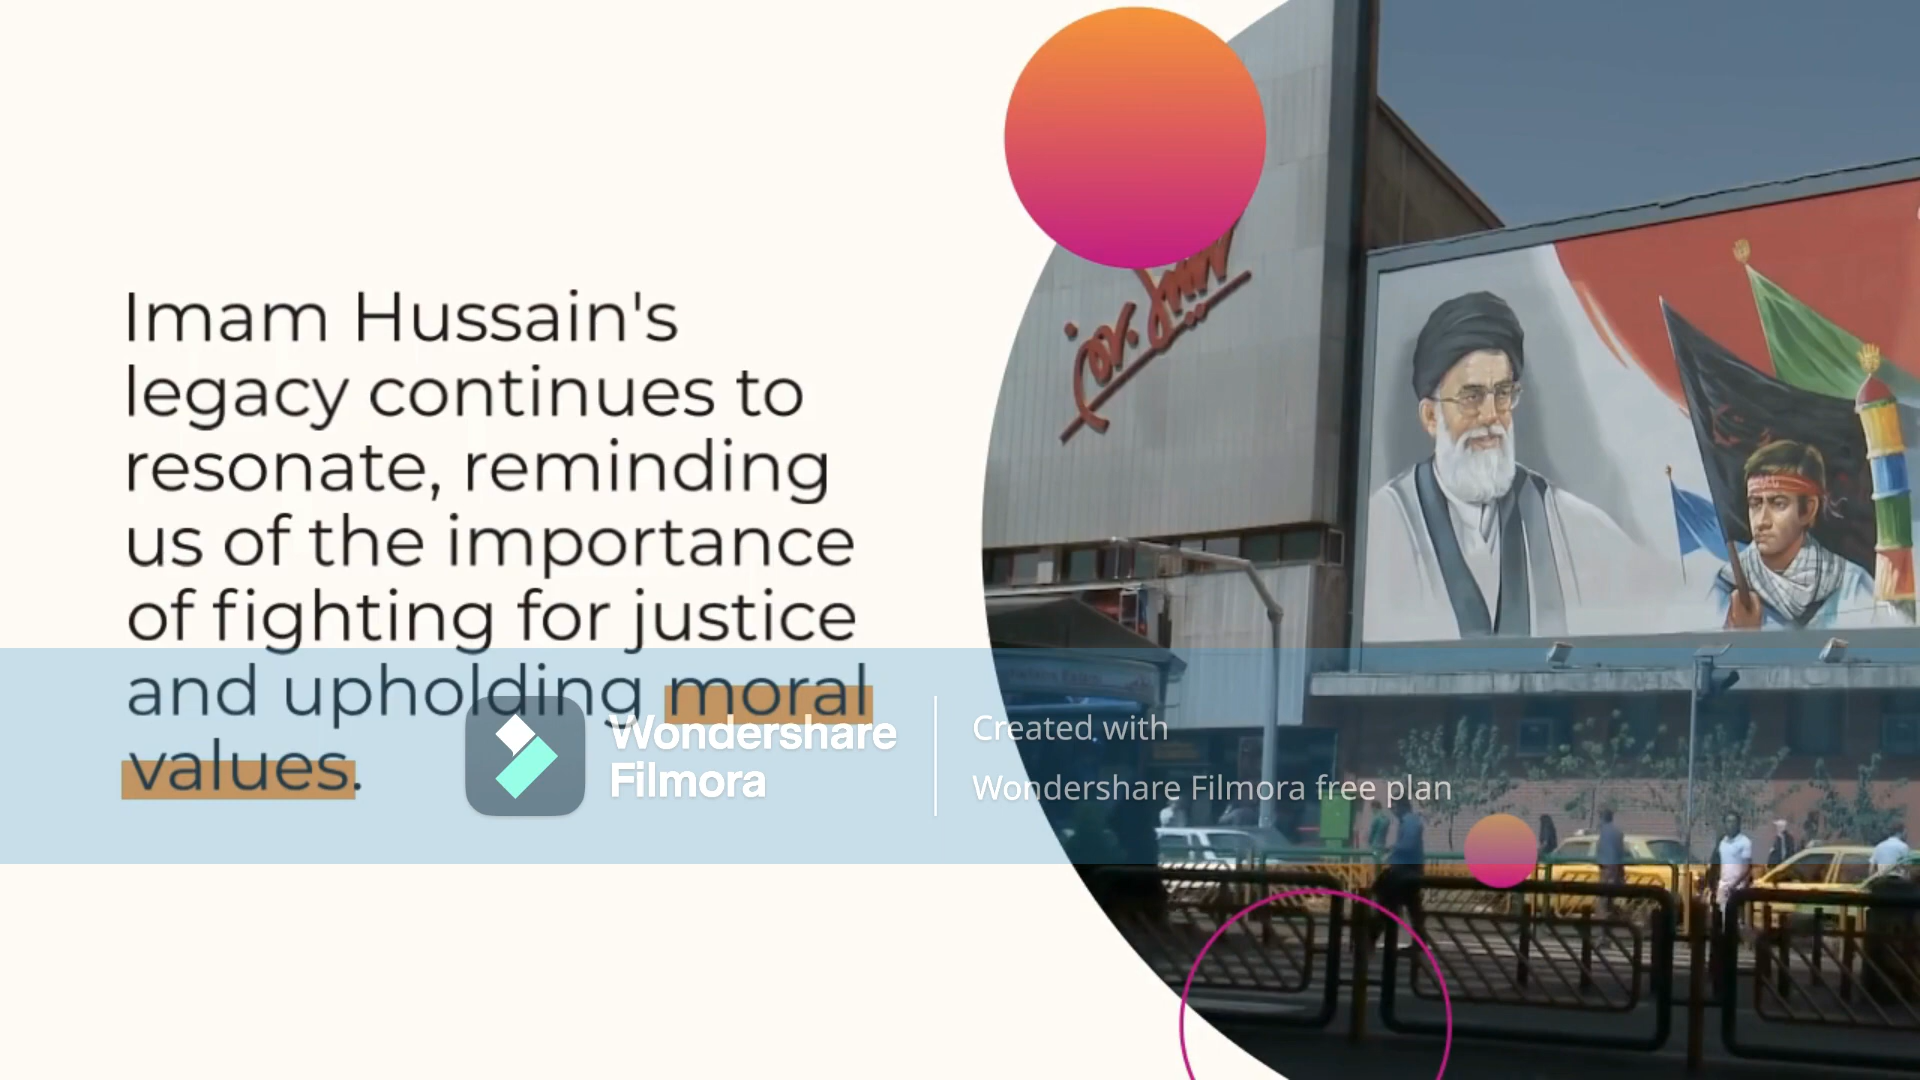 Imam Hussain's
legacy continues to
resonate, reminding
us of the importance
of fighting for justice
and upholding moral
values.
Wondershare
Filmora
Created with
Wondershare Filmora free plan